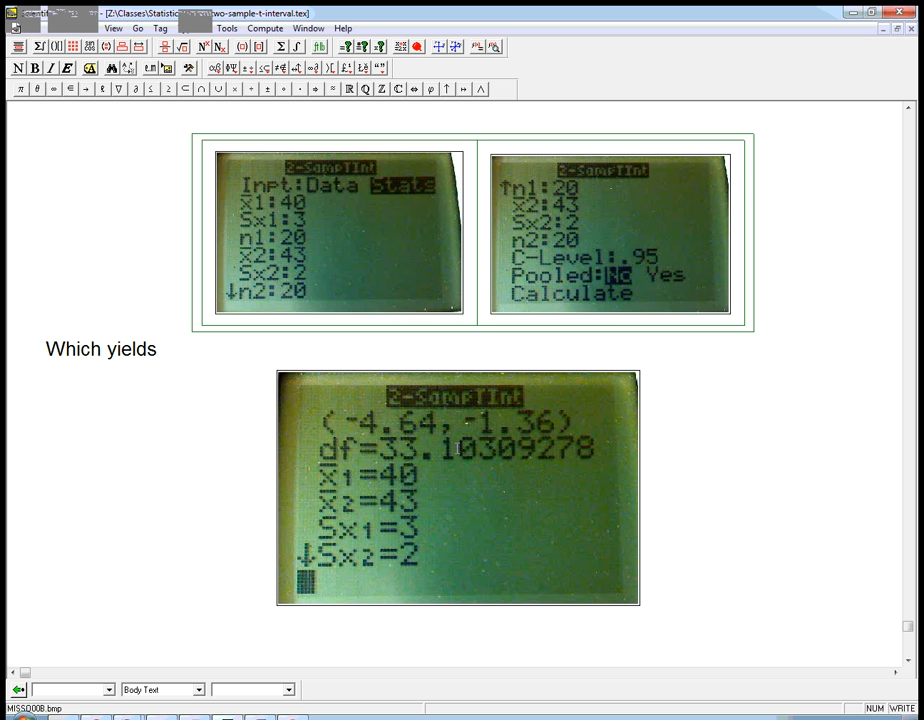 - [Z:\Classes\Statistic
wo-sample-t-interval.tex]
View Go Tag Tools Compute Window Help
2-SampTInt
Inpt:Data Stats
x̄1:40
Sx1:3
n1:20
x̄2:43
Sx2:2
↓n2:20
2-SampTInt
↑n1:20
x̄2:43
Sx2:2
n2:20
C-Level:.95
Pooled:No Yes
Calculate
Which yields
2-SampTInt
(-4.64, -1.36)
df=33.10309278
x̄1=40
x̄2=43
Sx1=3
↓Sx2=2
Body Text
MISSQ00B.bmp
NUM WRITE